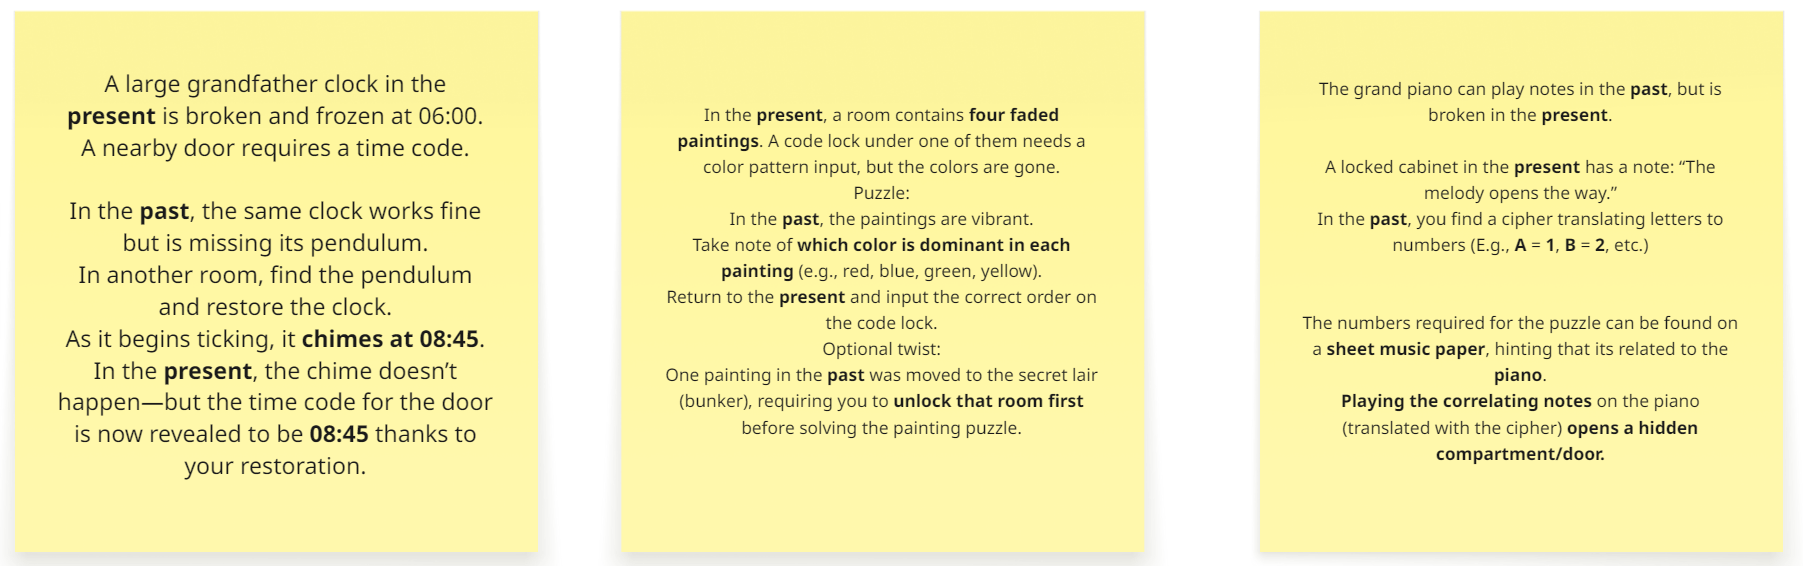 A large grandfather clock in the
present is broken and frozen at 06:00.
A nearby door requires a time code.
In the past, the same clock works fine
but is missing its pendulum.
In another room, find the pendulum
and restore the clock.
As it begins ticking, it chimes at 08:45.
In the present, the chime doesn’t
happen—but the time code for the door
is now revealed to be 08:45 thanks to
your restoration.
In the present, a room contains four faded
paintings. A code lock under one of them needs a
color pattern input, but the colors are gone.
Puzzle:
In the past, the paintings are vibrant.
Take note of which color is dominant in each
painting (e.g., red, blue, green, yellow).
Return to the present and input the correct order on
the code lock.
Optional twist:
One painting in the past was moved to the secret lair
(bunker), requiring you to unlock that room first
before solving the painting puzzle.
The grand piano can play notes in the past, but is
broken in the present.
A locked cabinet in the present has a note: “The
melody opens the way.”
In the past, you find a cipher translating letters to
numbers (E.g., A = 1, B = 2, etc.)
The numbers required for the puzzle can be found on
a sheet music paper, hinting that its related to the
piano.
Playing the correlating notes on the piano
(translated with the cipher) opens a hidden
compartment/door.